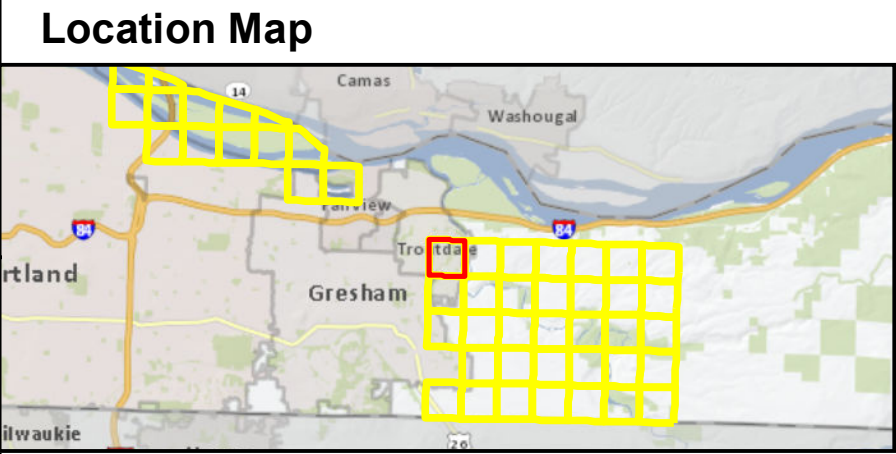 Location Map
Camas
14
Washougal
Fairview
84
84
Troutdale
rtland
Gresham
ilwaukie
26